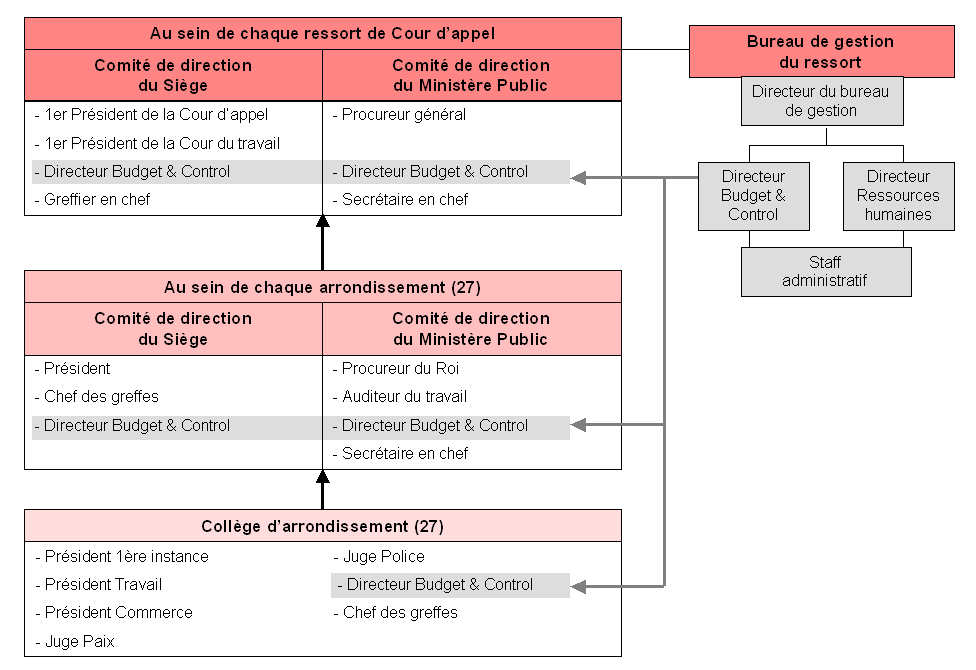 Au sein de chaque ressort de Cour d'appel
Comité de direction
du Siège
Comité de direction
du Ministère Public
- 1er Président de la Cour d'appel
- 1er Président de la Cour du travail
- Directeur Budget & Control
- Greffier en chef
- Procureur général
- Directeur Budget & Control
- Secrétaire en chef
Bureau de gestion
du ressort
Directeur du bureau
de gestion
Directeur
Budget &
Control
Directeur
Ressources
humaines
Staff
administratif
Au sein de chaque arrondissement (27)
Comité de direction
du Siège
Comité de direction
du Ministère Public
- Président
- Chef des greffes
- Directeur Budget & Control
- Procureur du Roi
- Auditeur du travail
- Directeur Budget & Control
- Secrétaire en chef
Collège d'arrondissement (27)
- Président 1ère instance
- Président Travail
- Président Commerce
- Juge Paix
- Juge Police
- Directeur Budget & Control
- Chef des greffes